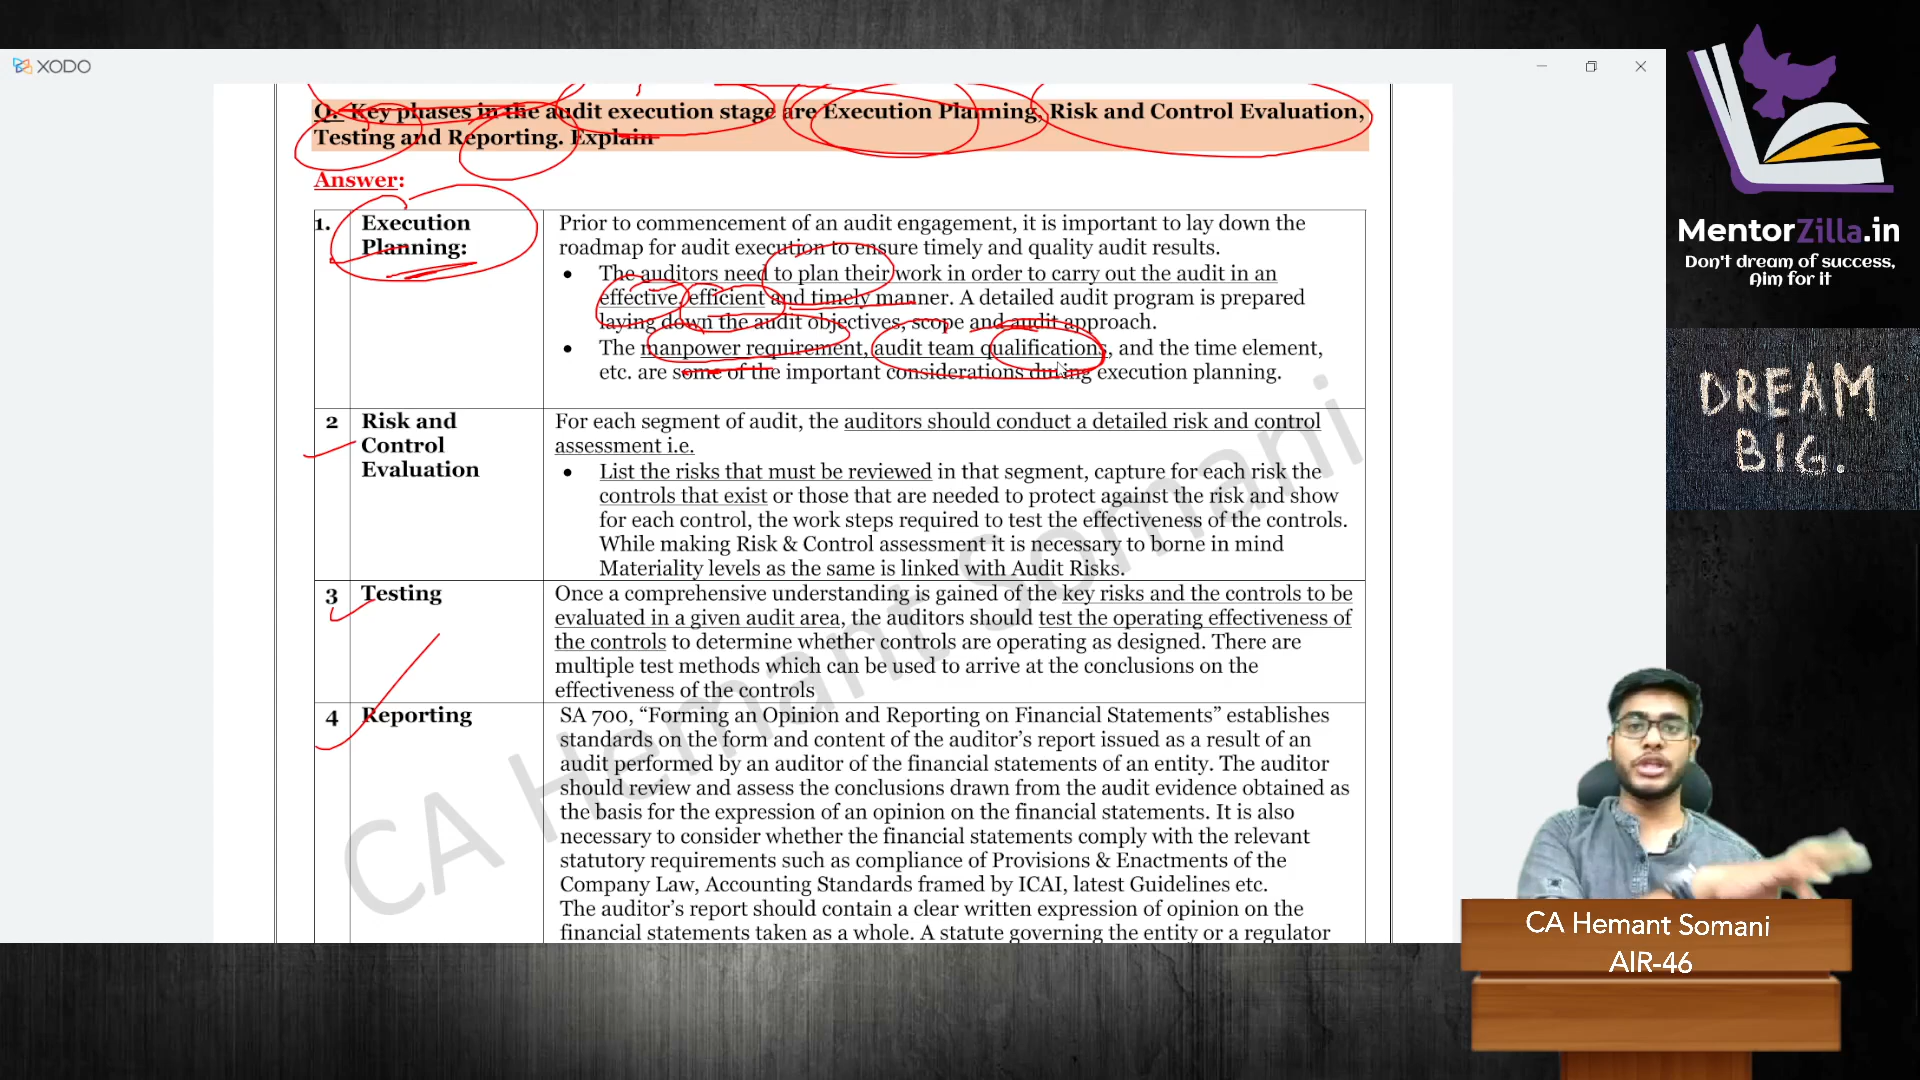 XODO
Q. Key phases in the audit execution stage are Execution Planning, Risk and Control Evaluation,
Testing and Reporting. Explain
Answer:
1. Execution Planning:
Prior to commencement of an audit engagement, it is important to lay down the
roadmap for audit execution to ensure timely and quality audit results.
• The auditors need to plan their work in order to carry out the audit in an
effective, efficient and timely manner. A detailed audit program is prepared
laying down the audit objectives, scope and audit approach.
• The manpower requirement, audit team qualifications, and the time element,
etc. are some of the important considerations during execution planning.
2 Risk and Control Evaluation
For each segment of audit, the auditors should conduct a detailed risk and control
assessment i.e.
• List the risks that must be reviewed in that segment, capture for each risk the
controls that exist or those that are needed to protect against the risk and show
for each control, the work steps required to test the effectiveness of the controls.
While making Risk & Control assessment it is necessary to borne in mind
Materiality levels as the same is linked with Audit Risks.
3 Testing
Once a comprehensive understanding is gained of the key risks and the controls to be
evaluated in a given audit area, the auditors should test the operating effectiveness of
the controls to determine whether controls are operating as designed. There are
multiple test methods which can be used to arrive at the conclusions on the
effectiveness of the controls
4 Reporting
SA 700, “Forming an Opinion and Reporting on Financial Statements” establishes
standards on the form and content of the auditor’s report issued as a result of an
audit performed by an auditor of the financial statements of an entity. The auditor
should review and assess the conclusions drawn from the audit evidence obtained as
the basis for the expression of an opinion on the financial statements. It is also
necessary to consider whether the financial statements comply with the relevant
statutory requirements such as compliance of Provisions & Enactments of the
Company Law, Accounting Standards framed by ICAI, latest Guidelines etc.
The auditor’s report should contain a clear written expression of opinion on the
financial statements taken as a whole. A statute governing the entity or a regulator
CA Hemant Somani
MentorZilla.in
Don't dream of success,
Aim for it
DREAM
BIG.
CA Hemant Somani
AIR-46